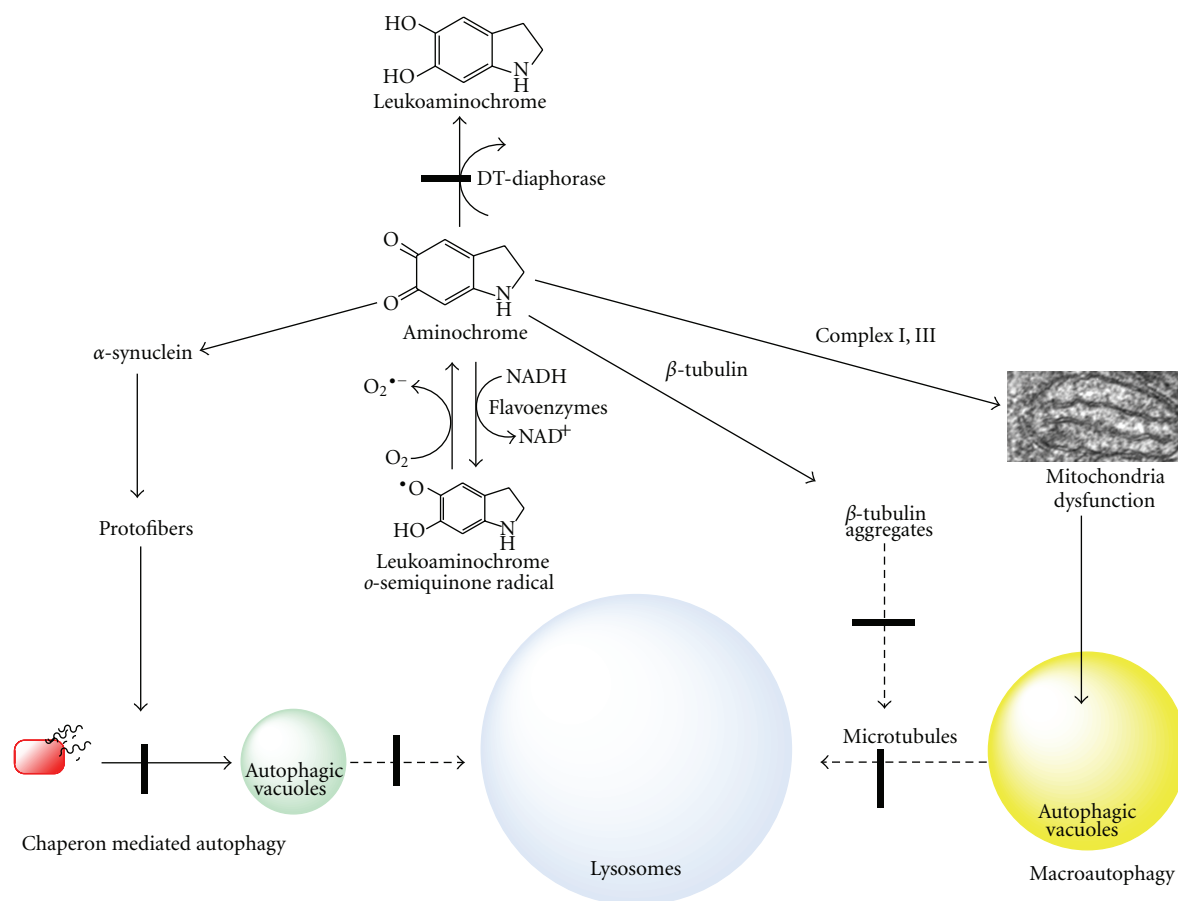 HO
HO
N
H
Leukoaminochrome
DT-diaphorase
O
O
N
H
Aminochrome
Complex I, III
α-synuclein
β-tubulin
O2•−
NADH
Flavoenzymes
NAD+
O2
•O
HO
N
H
Leukoaminochrome
o-semiquinone radical
Mitochondria
dysfunction
Protofibers
β-tubulin
aggregates
Microtubules
Autophagic
vacuoles
Autophagic
vacuoles
Chaperon mediated autophagy
Lysosomes
Macroautophagy